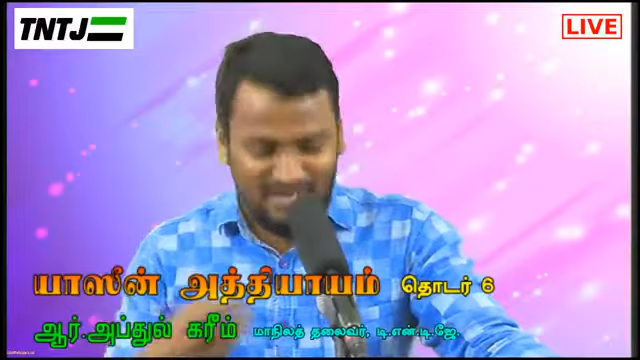 TNTJ
LIVE
யாஸீன் அத்தியாயம் தொடர் 6
ஆர்.அப்துல் கரீம் மாநிலத் தலைவர், டி.என்.டி.ஜே.